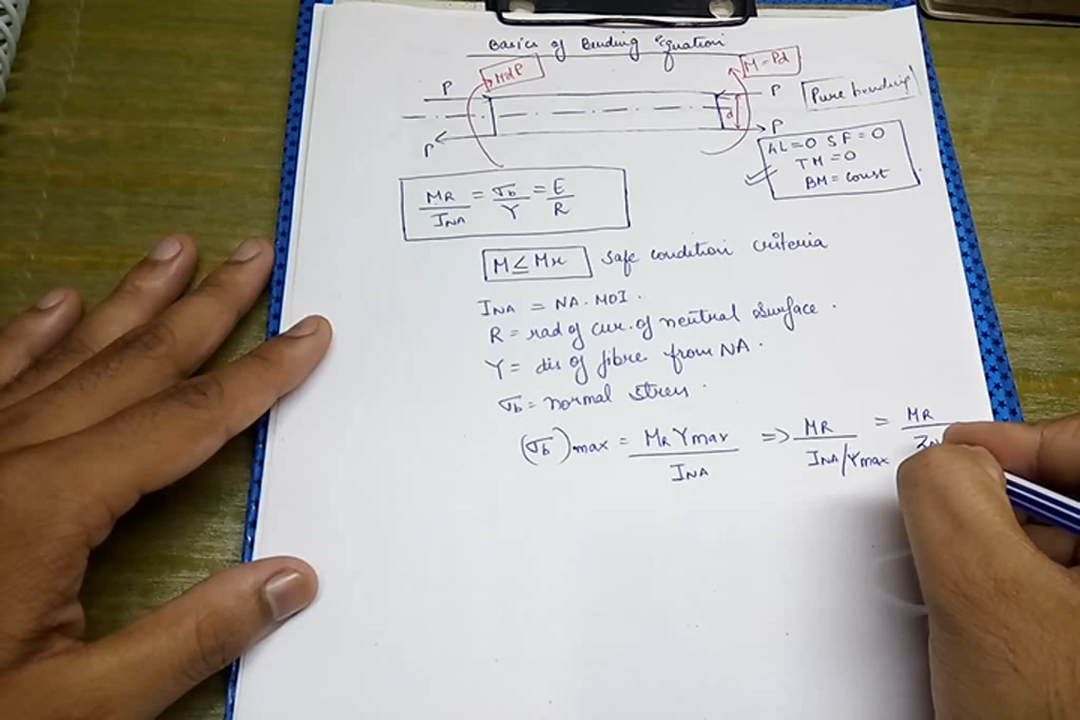 Basics of Bending Equation
P
M=Pd
P
Pure bending
d
P
P
AL=0 SF=0
TM=0
BM=const
MR/INA = σb/Y = E/R
M≤Mr safe condition criteria
INA = NA. MOI.
R = rad of cur. of neutral surface.
Y = dis of fibre from NA.
σb = normal stress.
(σb)max = MR Ymax/INA => MR/INA/Ymax = MR/ZN